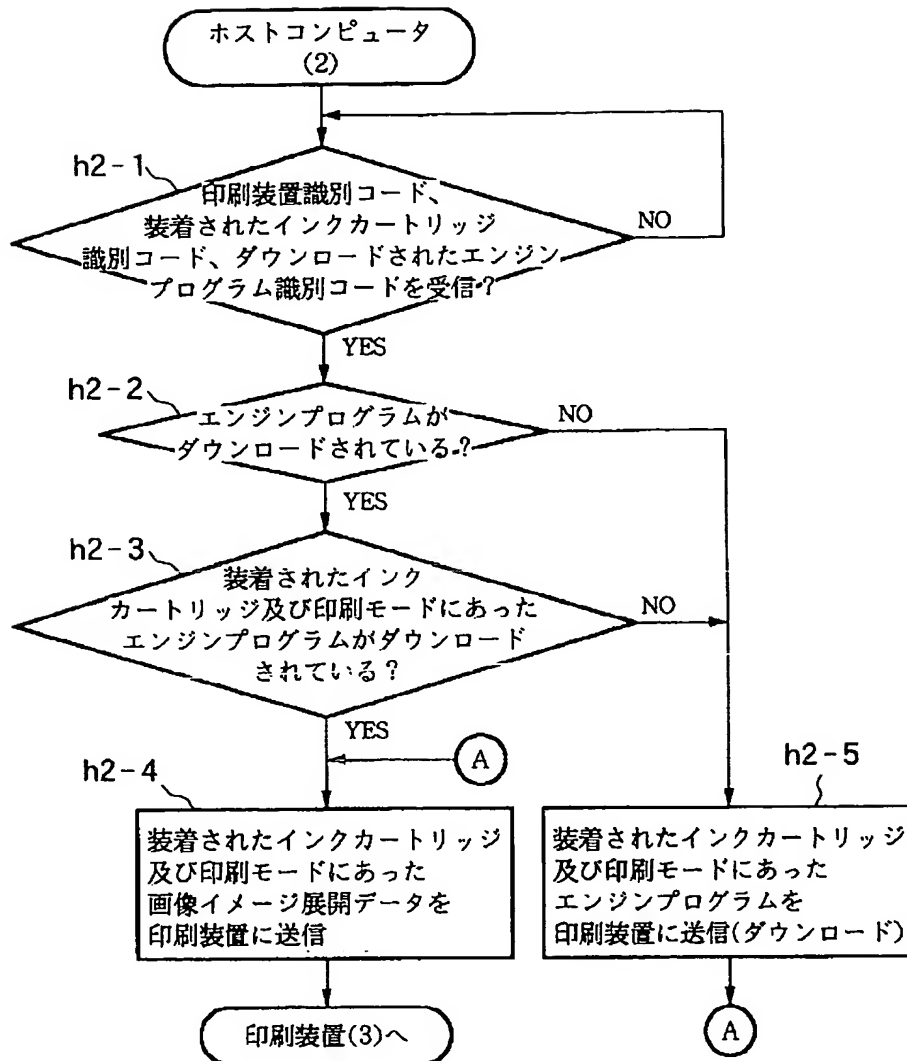 ホストコンピュータ
(2)
h2-1
印刷装置識別コード、
装着されたインクカートリッジ
識別コード、ダウンロードされたエンジン
プログラム識別コードを受信?
NO
YES
h2-2
エンジンプログラムが
ダウンロードされている?
NO
YES
h2-3
装着されたインク
カートリッジ及び印刷モードにあった
エンジンプログラムがダウンロード
されている?
NO
YES
A
h2-4
装着されたインクカートリッジ
及び印刷モードにあった
画像イメージ展開データを
印刷装置に送信
h2-5
装着されたインクカートリッジ
及び印刷モードにあった
エンジンプログラムを
印刷装置に送信(ダウンロード)
印刷装置(3)へ
A